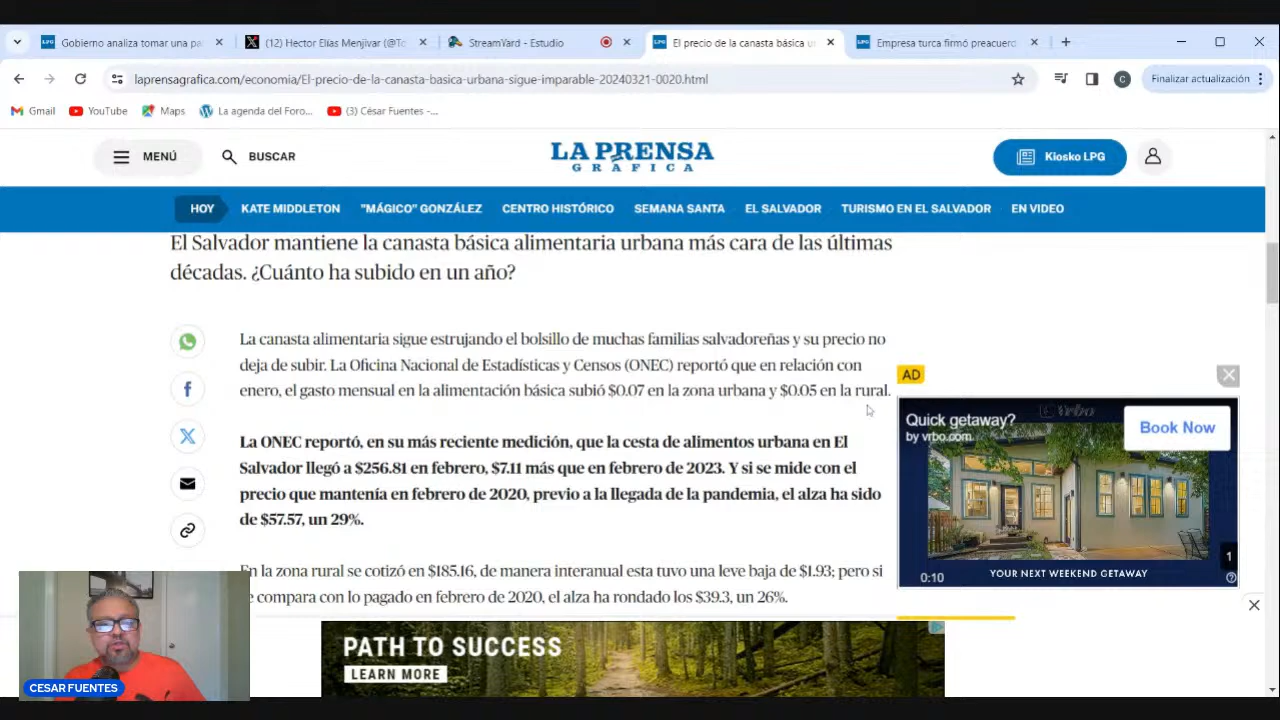 Gobierno analiza tomar una pa
(12) Hector Elías Menjivar (@To
StreamYard - Estudio
El precio de la canasta básica u
Empresa turca firmó preacuerd
laprensagrafica.com/economia/El-precio-de-la-canasta-basica-urbana-sigue-imparable-20240321-0020.html
Finalizar actualización
Gmail
YouTube
Maps
La agenda del Foro...
(3) César Fuentes -...
MENÚ
BUSCAR
LA PRENSA
GRAFICA
Kiosko LPG
HOY
KATE MIDDLETON
"MÁGICO" GONZÁLEZ
CENTRO HISTÓRICO
SEMANA SANTA
EL SALVADOR
TURISMO EN EL SALVADOR
EN VIDEO
El Salvador mantiene la canasta básica alimentaria urbana más cara de las últimas
décadas. ¿Cuánto ha subido en un año?
La canasta alimentaria sigue estrujando el bolsillo de muchas familias salvadoreñas y su precio no
deja de subir. La Oficina Nacional de Estadísticas y Censos (ONEC) reportó que en relación con
enero, el gasto mensual en la alimentación básica subió $0.07 en la zona urbana y $0.05 en la rural.
La ONEC reportó, en su más reciente medición, que la cesta de alimentos urbana en El
Salvador llegó a $256.81 en febrero, $7.11 más que en febrero de 2023. Y si se mide con el
precio que mantenía en febrero de 2020, previo a la llegada de la pandemia, el alza ha sido
de $57.57, un 29%.
En la zona rural se cotizó en $185.16, de manera interanual esta tuvo una leve baja de $1.93; pero si
compara con lo pagado en febrero de 2020, el alza ha rondado los $39.3, un 26%.
AD
Quick getaway?
by vrbo.com
Vrbo
Book Now
0:10
YOUR NEXT WEEKEND GETAWAY
1
PATH TO SUCCESS
LEARN MORE
CESAR FUENTES